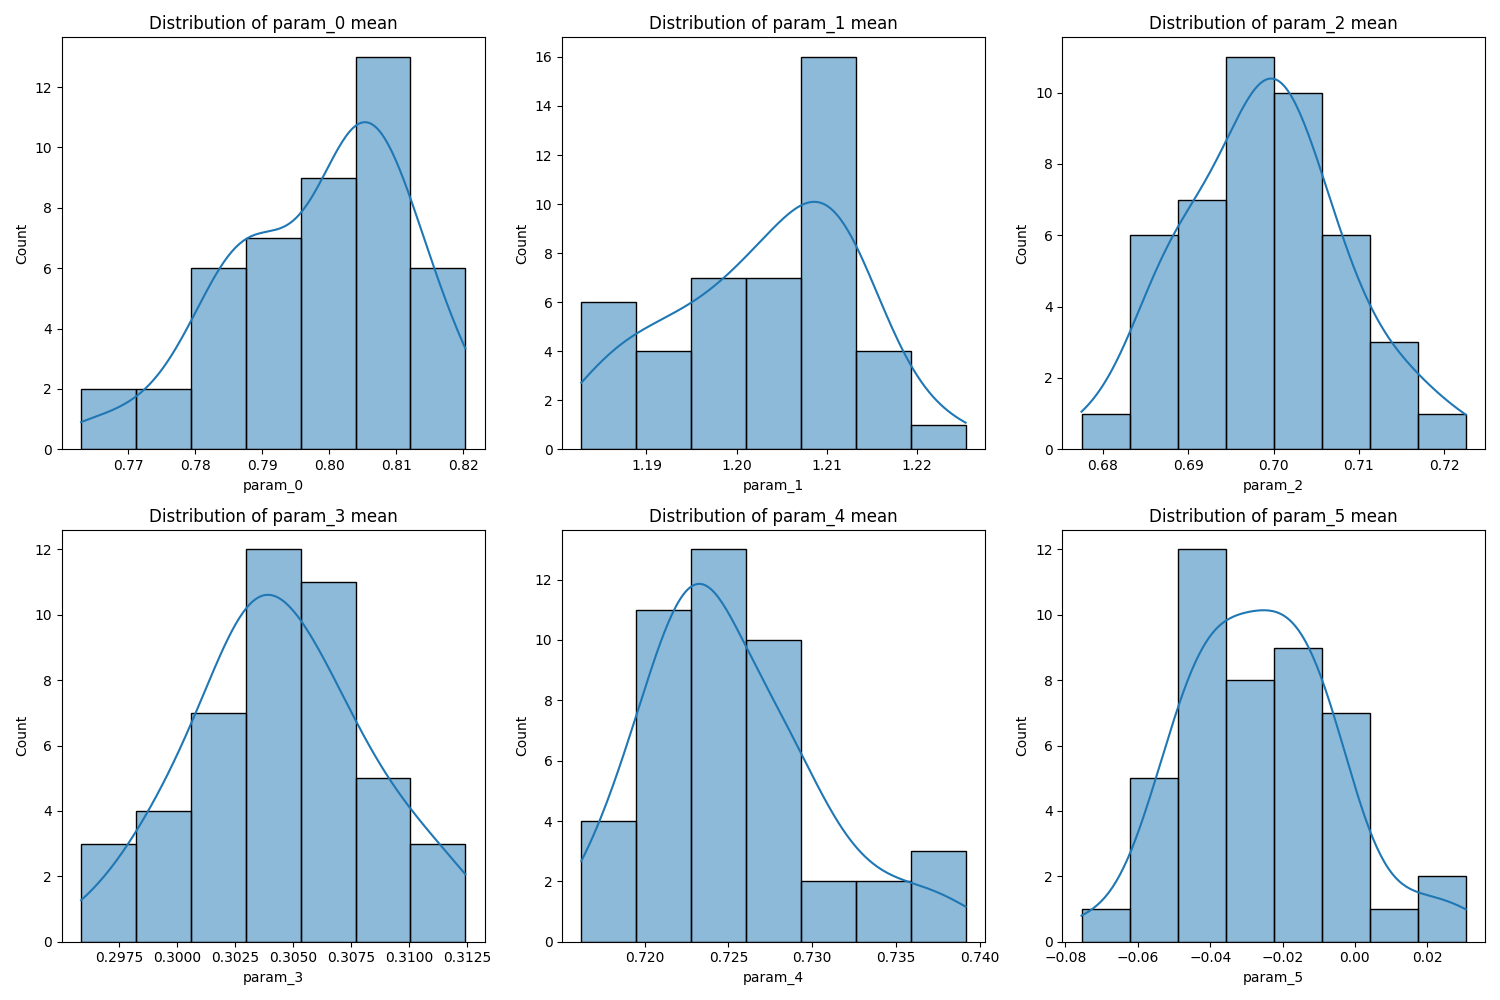 Distribution of param_0 mean
Distribution of param_1 mean
Distribution of param_2 mean
12
10
8
6
4
2
0
Count
0.77 0.78 0.79 0.80 0.81 0.82
param_0
16
14
12
10
8
6
4
2
0
Count
1.19 1.20 1.21 1.22
param_1
10
8
6
4
2
0
Count
0.68 0.69 0.70 0.71 0.72
param_2
Distribution of param_3 mean
Distribution of param_4 mean
Distribution of param_5 mean
12
10
8
6
4
2
0
Count
0.2975 0.3000 0.3025 0.3050 0.3075 0.3100 0.3125
param_3
12
10
8
6
4
2
0
Count
0.720 0.725 0.730 0.735 0.740
param_4
12
10
8
6
4
2
0
Count
−0.08 −0.06 −0.04 −0.02 0.00 0.02
param_5